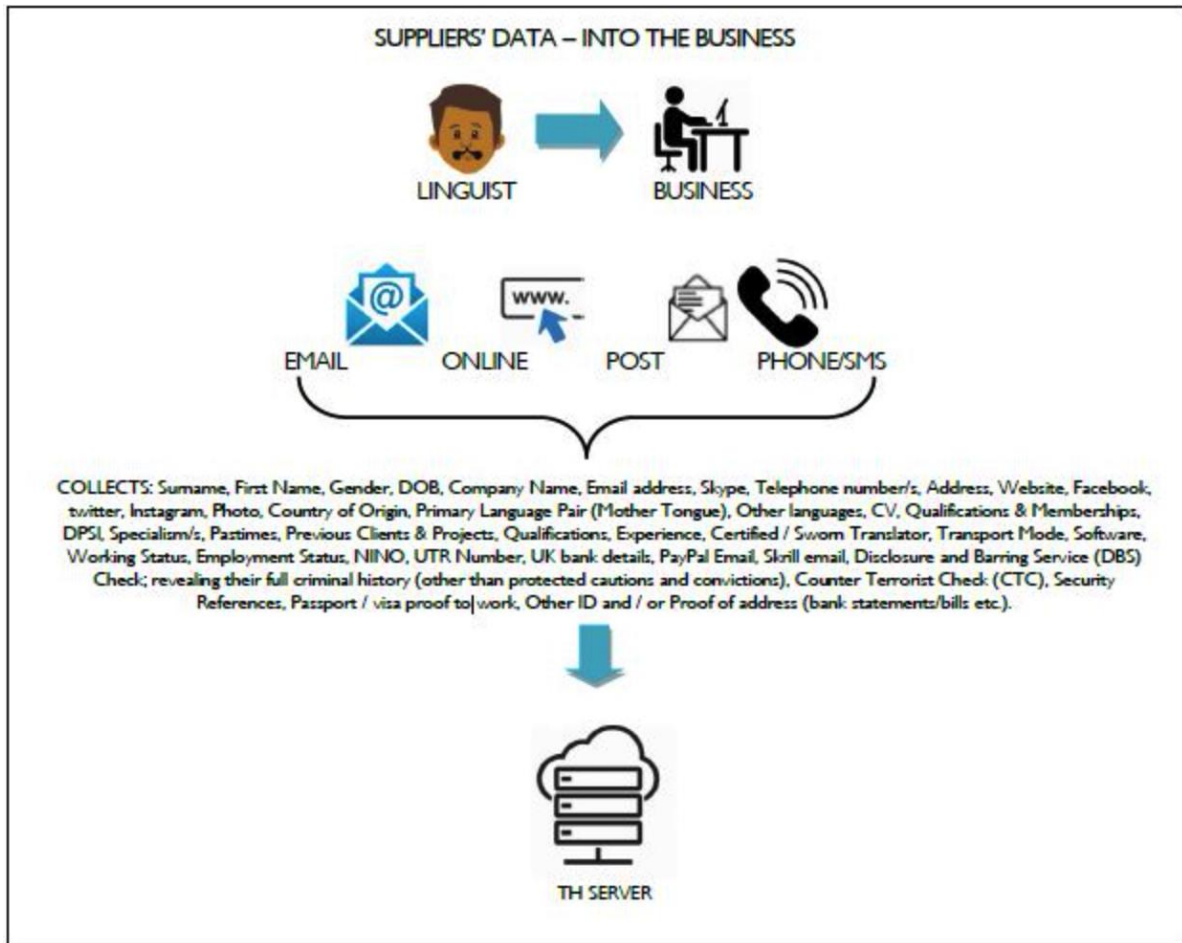 SUPPLIERS' DATA – INTO THE BUSINESS
LINGUIST
BUSINESS
@
www.
EMAIL
ONLINE
POST
PHONE/SMS
COLLECTS: Surname, First Name, Gender, DOB, Company Name, Email address, Skype, Telephone number/s, Address, Website, Facebook,
twitter, Instagram, Photo, Country of Origin, Primary Language Pair (Mother Tongue), Other languages, CV, Qualifications & Memberships,
DPSI, Specialism/s, Pastimes, Previous Clients & Projects, Qualifications, Experience, Certified / Sworn Translator, Transport Mode, Software,
Working Status, Employment Status, NINO, UTR Number, UK bank details, PayPal Email, Skrill email, Disclosure and Barring Service (DBS)
Check; revealing their full criminal history (other than protected cautions and convictions), Counter Terrorist Check (CTC), Security
References, Passport / visa proof to work, Other ID and / or Proof of address (bank statements/bills etc.).
TH SERVER